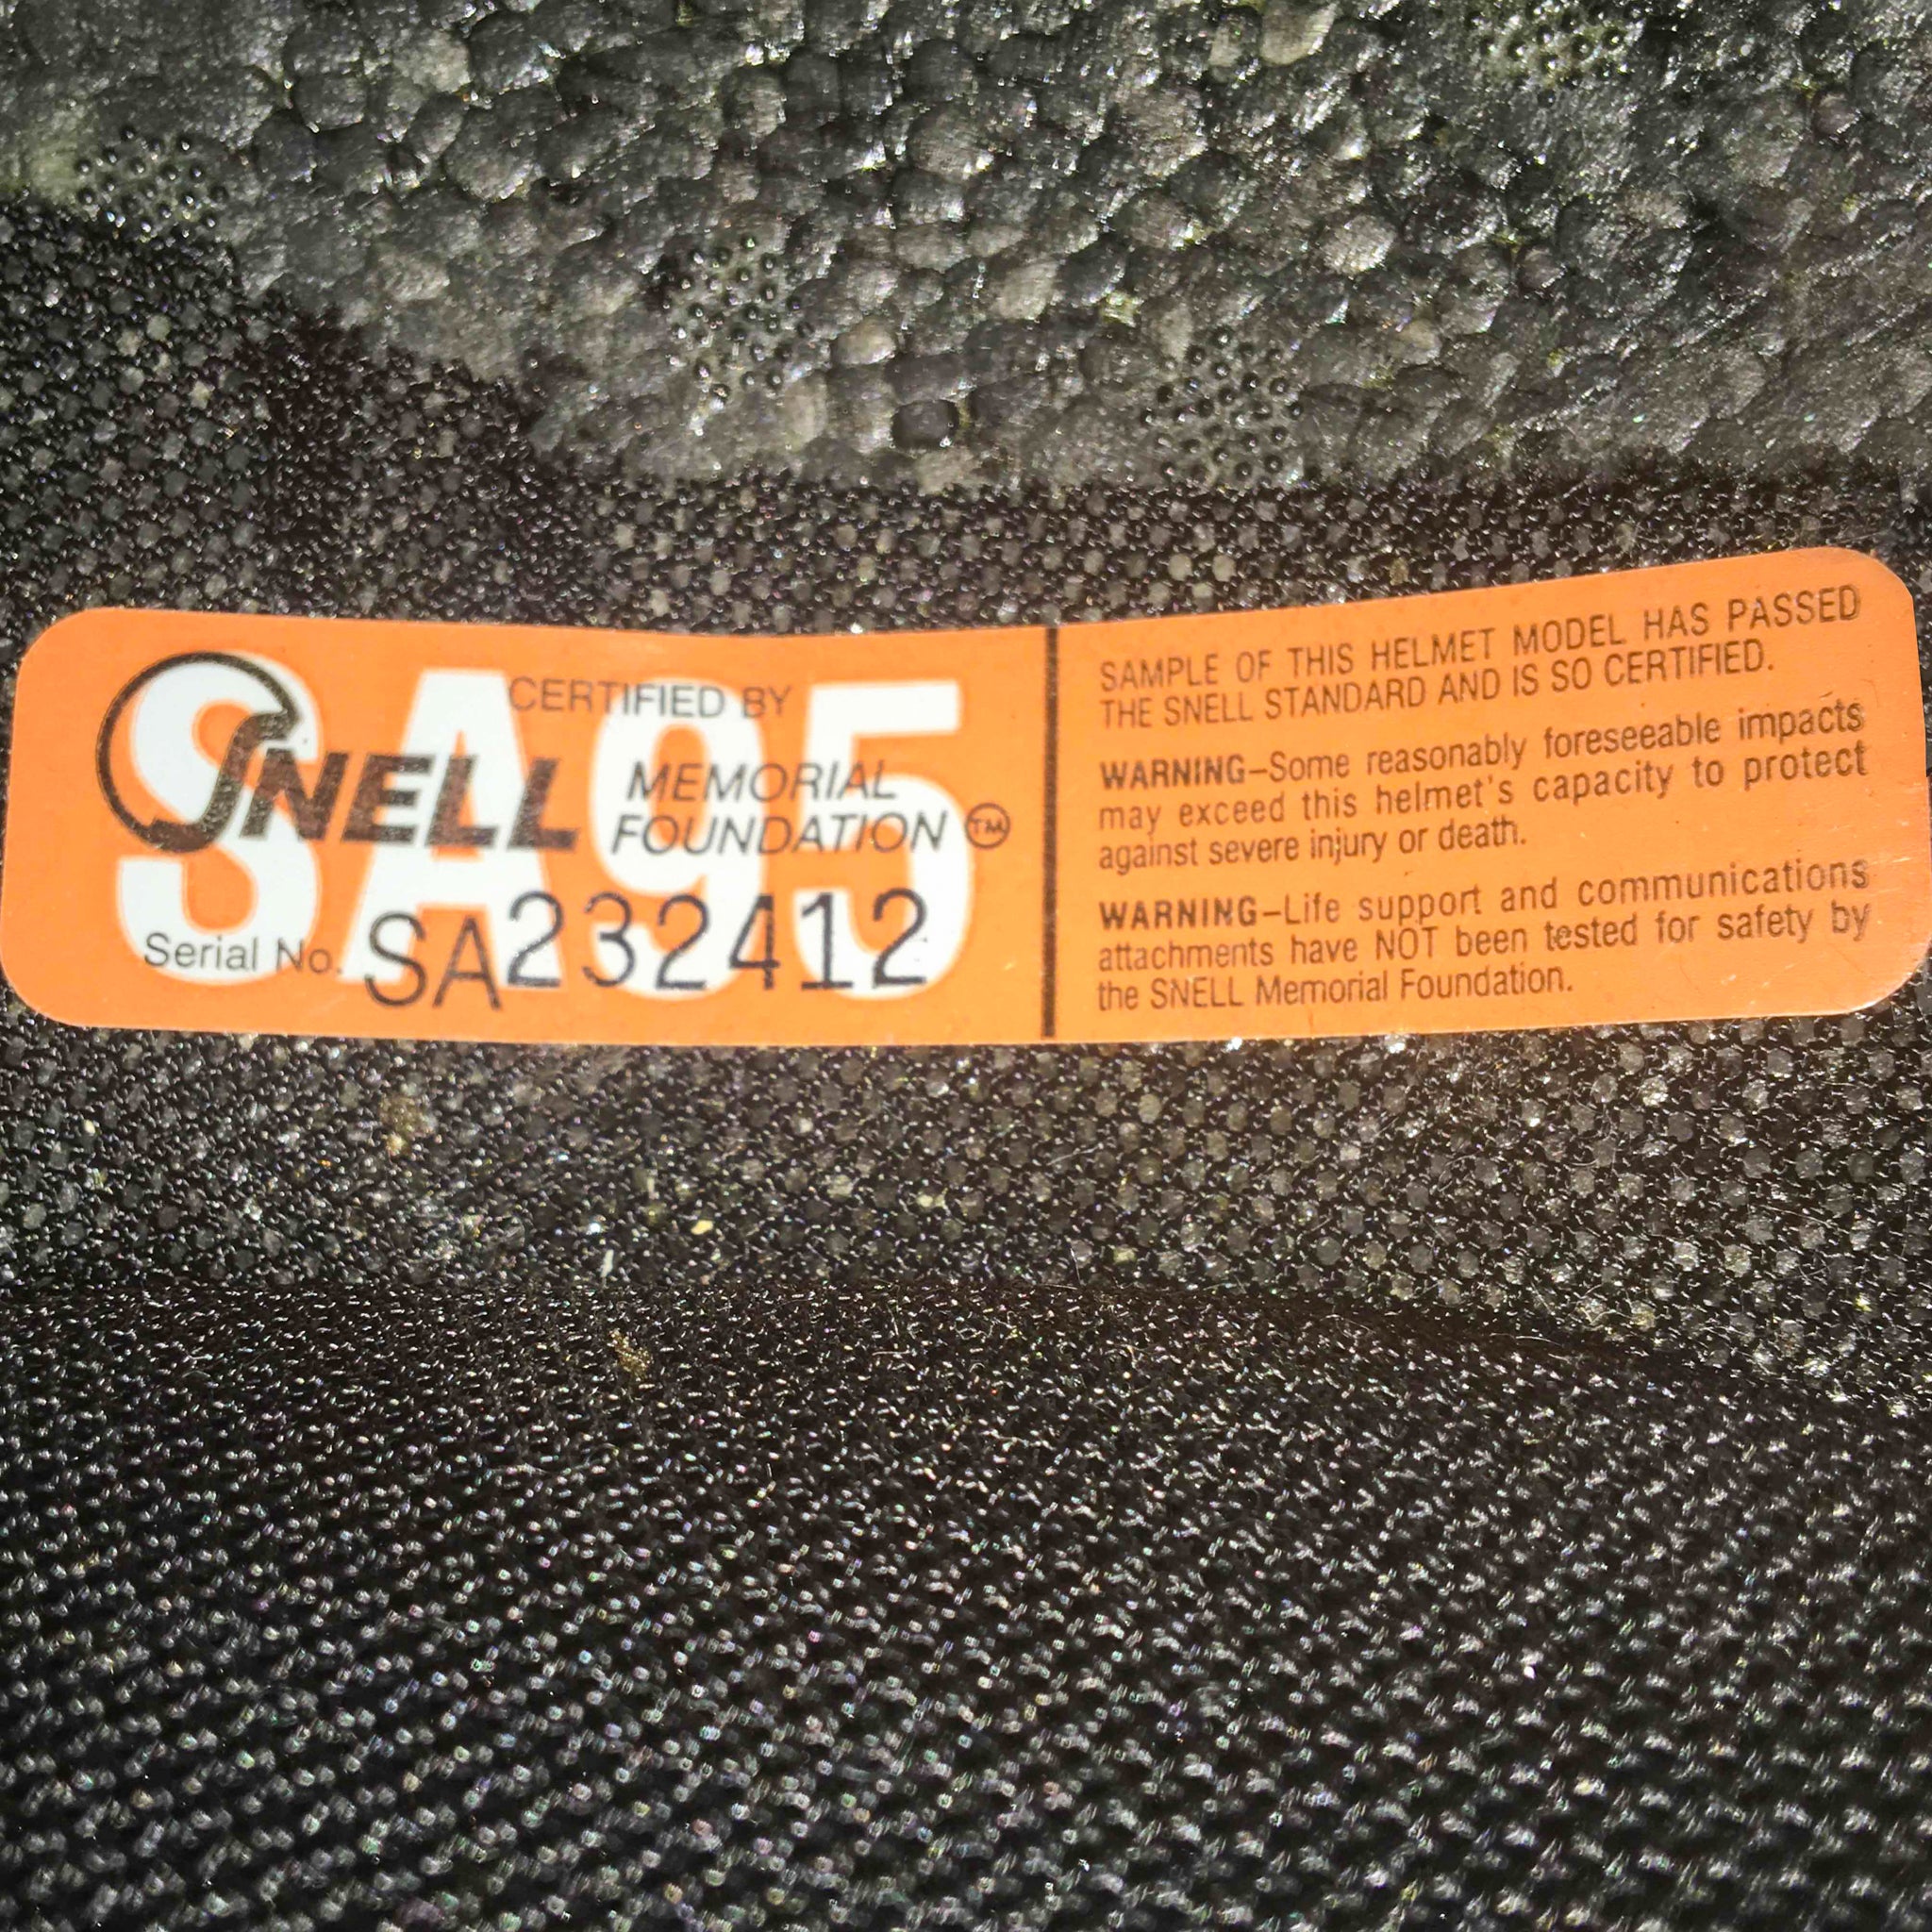 SA95
CERTIFIED BY
SNELL MEMORIAL
FOUNDATION TM
Serial No. SA232412
SAMPLE OF THIS HELMET MODEL HAS PASSED
THE SNELL STANDARD AND IS SO CERTIFIED.
WARNING–Some reasonably foreseeable impacts
may exceed this helmet's capacity to protect
against severe injury or death.
WARNING–Life support and communications
attachments have NOT been tested for safety by
the SNELL Memorial Foundation.